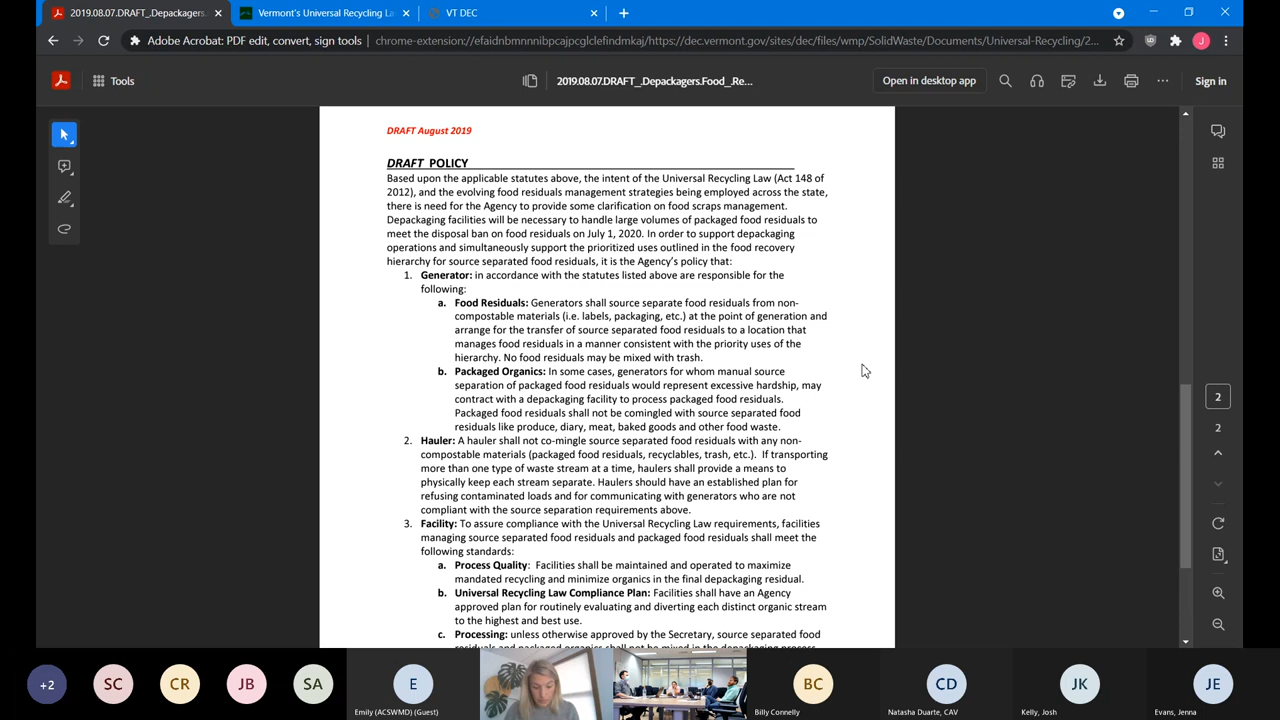 2019.08.07.DRAFT_.Depackagers.
Vermont's Universal Recycling La
VT DEC
Adobe Acrobat: PDF edit, convert, sign tools
chrome-extension://efaidnbmnnnibpcajpcglclefindmkaj/https://dec.vermont.gov/sites/dec/files/wmp/SolidWaste/Documents/Universal-Recycling/2...
J
Tools
2019.08.07.DRAFT_.Depackagers.Food_.Re...
Open in desktop app
Sign in
DRAFT August 2019
DRAFT POLICY
Based upon the applicable statutes above, the intent of the Universal Recycling Law (Act 148 of
2012), and the evolving food residuals management strategies being employed across the state,
there is need for the Agency to provide some clarification on food scraps management.
Depackaging facilities will be necessary to handle large volumes of packaged food residuals to
meet the disposal ban on food residuals on July 1, 2020. In order to support depackaging
operations and simultaneously support the prioritized uses outlined in the food recovery
hierarchy for source separated food residuals, it is the Agency's policy that:
1. Generator: in accordance with the statutes listed above are responsible for the
following:
a. Food Residuals: Generators shall source separate food residuals from non-
compostable materials (i.e. labels, packaging, etc.) at the point of generation and
arrange for the transfer of source separated food residuals to a location that
manages food residuals in a manner consistent with the priority uses of the
hierarchy. No food residuals may be mixed with trash.
b. Packaged Organics: In some cases, generators for whom manual source
separation of packaged food residuals would represent excessive hardship, may
contract with a depackaging facility to process packaged food residuals.
Packaged food residuals shall not be comingled with source separated food
residuals like produce, diary, meat, baked goods and other food waste.
2. Hauler: A hauler shall not co-mingle source separated food residuals with any non-
compostable materials (packaged food residuals, recyclables, trash, etc.). If transporting
more than one type of waste stream at a time, haulers shall provide a means to
physically keep each stream separate. Haulers should have an established plan for
refusing contaminated loads and for communicating with generators who are not
compliant with the source separation requirements above.
3. Facility: To assure compliance with the Universal Recycling Law requirements, facilities
managing source separated food residuals and packaged food residuals shall meet the
following standards:
a. Process Quality: Facilities shall be maintained and operated to maximize
mandated recycling and minimize organics in the final depackaging residual.
b. Universal Recycling Law Compliance Plan: Facilities shall have an Agency
approved plan for routinely evaluating and diverting each distinct organic stream
to the highest and best use.
c. Processing: unless otherwise approved by the Secretary, source separated food
residuals and packaged organics shall not be mixed in the depackaging process
2
2
+2
SC
CR
JB
SA
E
Emily (ACSWMD) (Guest)
BC
Billy Connelly
CD
Natasha Duarte, CAV
JK
Kelly, Josh
JE
Evans, Jenna